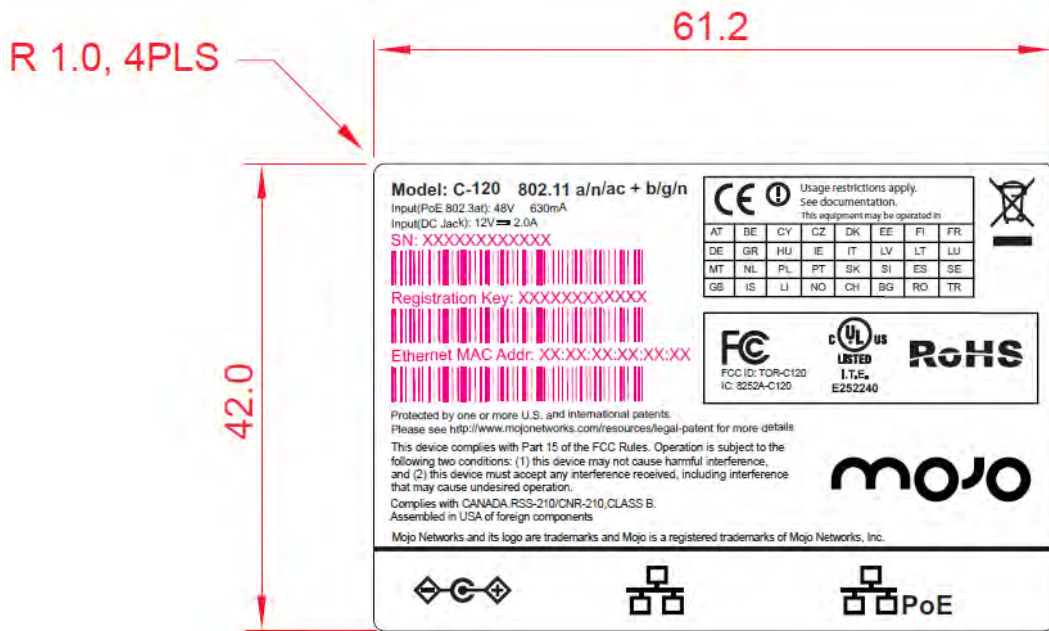 61.2
R 1.0, 4PLS
42.0
Model: C-120 802.11 a/n/ac + b/g/n
Input(PoE 802.3at): 48V 630mA
Input(DC Jack): 12V 2.0A
SN: XXXXXXXXXXXX
Registration Key: XXXXXXXXXXXX
Ethernet MAC Addr: XX:XX:XX:XX:XX:XX
Protected by one or more U.S. and international patents.
Please see http://www.mojonetworks.com/resources/legal-patent for more details
This device complies with Part 15 of the FCC Rules. Operation is subject to the
following two conditions: (1) this device may not cause harmful interference,
and (2) this device must accept any interference received, including interference
that may cause undesired operation.
Complies with CANADA RSS-210/CNR-210,CLASS B.
Assembled in USA of foreign components
Mojo Networks and its logo are trademarks and Mojo is a registered trademarks of Mojo Networks, Inc.
CE
Usage restrictions apply.
See documentation.
This equipment may be operated in
AT BE CY CZ DK EE FI FR
DE GR HU IE IT LV LT LU
MT NL PL PT SK SI ES SE
GB IS LI NO CH BG RO TR
FC
FCC ID: TOR-C120
IC: 8252A-C120
C UL US
LISTED
I.T.E.
E252240
RoHS
mojo
PoE